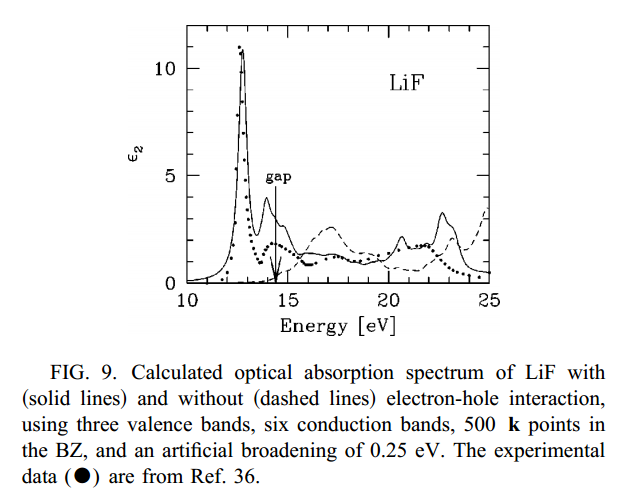 10
LiF
ϵ2
5
gap
0
10 15 20 25
Energy [eV]
FIG. 9. Calculated optical absorption spectrum of LiF with
(solid lines) and without (dashed lines) electron-hole interaction,
using three valence bands, six conduction bands, 500 k points in
the BZ, and an artificial broadening of 0.25 eV. The experimental
data (●) are from Ref. 36.